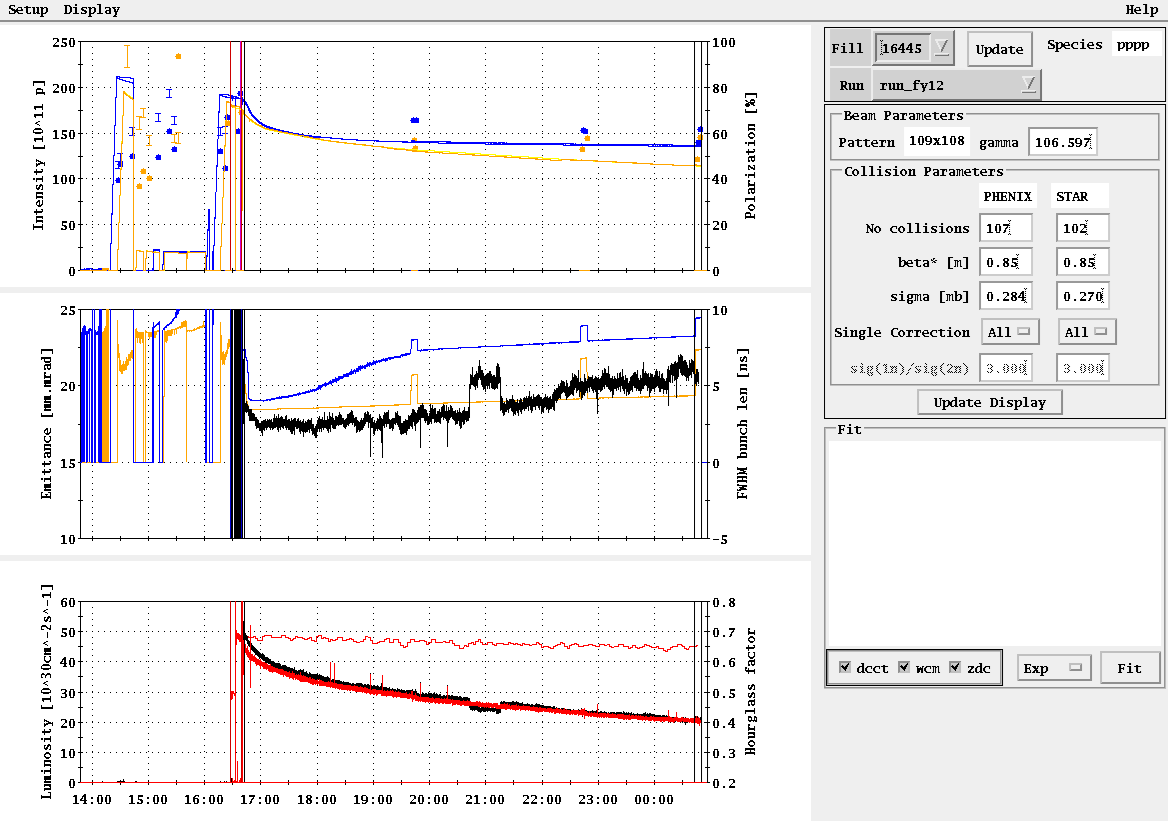 Setup Display Help
250
200
150
100
50
0
Intensity [10^11 p]
100
80
60
40
20
0
Polarization [%]
25
20
15
10
Emittance [mm.mrad]
10
5
0
-5
FWHM bunch len [ns]
60
50
40
30
20
10
0
Luminosity [10^30cm^-2s^-1]
0.8
0.7
0.6
0.5
0.4
0.3
0.2
Hourglass factor
14:00 15:00 16:00 17:00 18:00 19:00 20:00 21:00 22:00 23:00 00:00
Fill 16445 Update Species pppp
Run run_fy12
Beam Parameters
Pattern 109x108 gamma 106.597
Collision Parameters
PHENIX STAR
No collisions 107 102
beta* [m] 0.85 0.85
sigma [mb] 0.284 0.270
Single Correction All All
sig(1n)/sig(2n) 3.000 3.000
Update Display
Fit
dcct wcm zdc Exp Fit